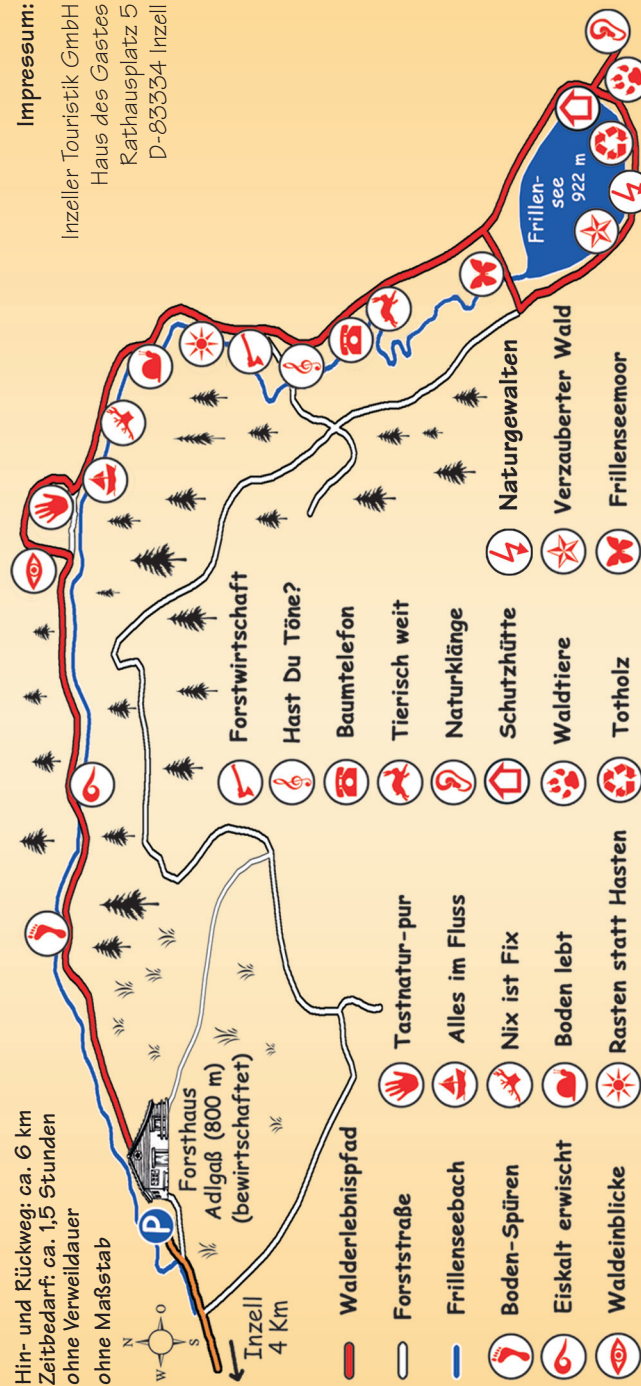 Hin- und Rückweg: ca. 6 km
Zeitbedarf: ca. 1,5 Stunden
ohne Verweildauer
ohne Maßstab
Impressum:
Inzeller Touristik GmbH
Haus des Gastes
Rathausplatz 5
D-83334 Inzell
N
W
O
S
P
Inzell
4 Km
Forsthaus
Adlgaß (800 m)
(bewirtschaftet)
Frillen-
see
922 m
Walderlebnispfad
Forststraße
Frillenseebach
Boden-Spüren
Eiskalt erwischt
Waldeinblicke
Tastnatur-pur
Alles im Fluss
Nix ist Fix
Boden lebt
Rasten statt Hasten
Forstwirtschaft
Hast Du Töne?
Baumtelefon
Tierisch weit
Naturklänge
Schutzhütte
Waldtiere
Totholz
Naturgewalten
Verzauberter Wald
Frillenseemoor